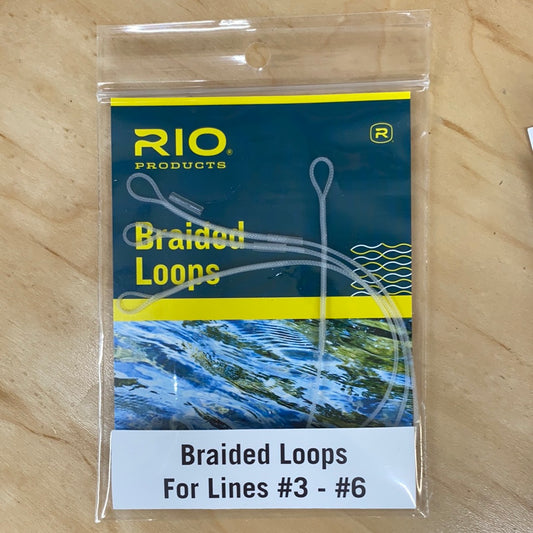 RIO®
PRODUCTS
R
Braided
Loops
Braided Loops
For Lines #3 - #6